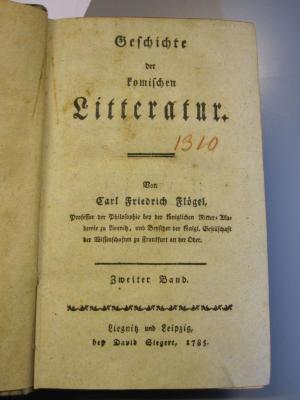 Geschichte
der
komischen
Litteratur.
1310
Von
Carl Friedrich Flögel,
Professor der Philosophie bey der Königlichen Ritter-Aka-
demie zu Liegnitz, und Beysitzer der Königl. Gesellschaft
der Wissenschaften zu Frankfurt an der Oder.
Zweiter Band.
Liegnitz und Leipzig,
bey David Siegert, 1785.